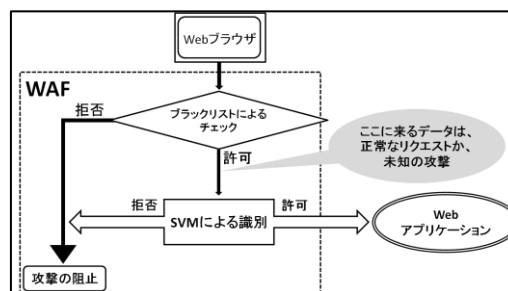 Webブラウザ
WAF
拒否
ブラックリストによる
チェック
ここに来るデータは、
正常なリクエストか、
未知の攻撃
許可
拒否
SVMによる識別
許可
Web
アプリケーション
攻撃の阻止